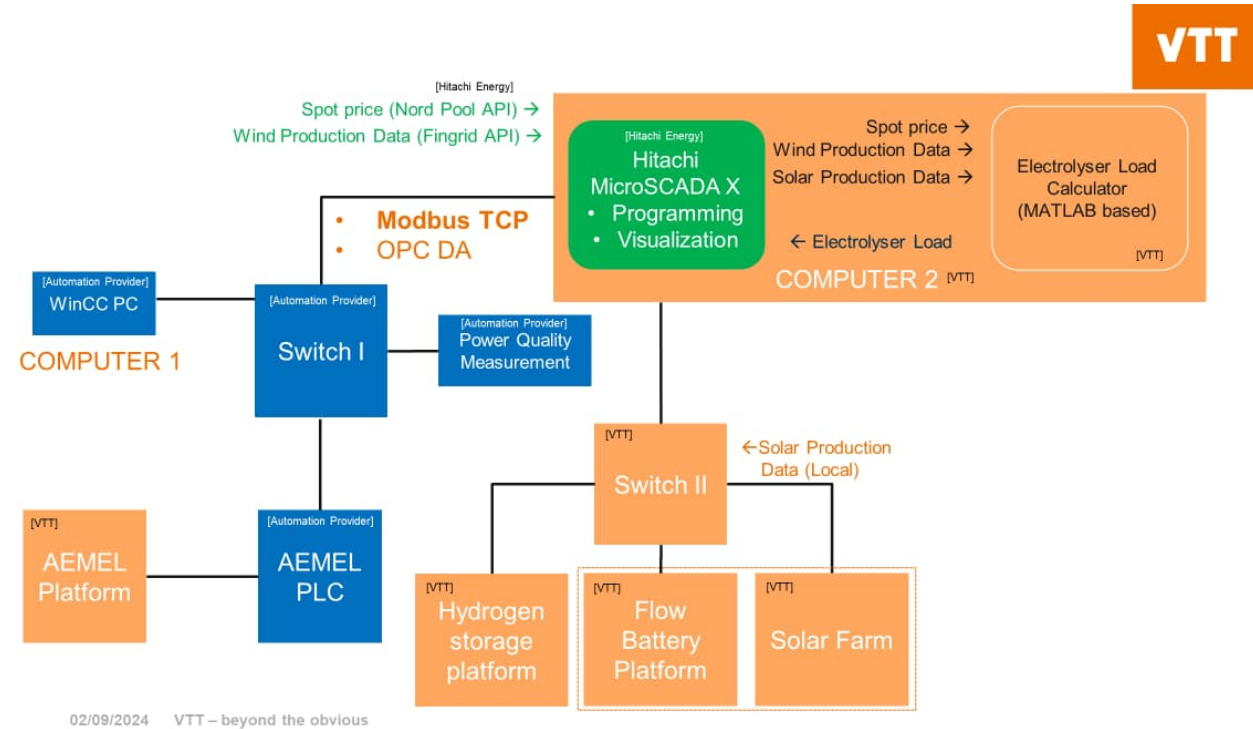 VTT
[Hitachi Energy]
Spot price (Nord Pool API) →
Wind Production Data (Fingrid API) →
[Hitachi Energy]
Hitachi
MicroSCADA X
• Programming
• Visualization
Spot price →
Wind Production Data →
Solar Production Data →
← Electrolyser Load
Electrolyser Load
Calculator
(MATLAB based)
[VTT]
COMPUTER 2 [VTT]
• Modbus TCP
• OPC DA
[Automation Provider]
WinCC PC
COMPUTER 1
[Automation Provider]
Switch I
[Automation Provider]
Power Quality
Measurement
[VTT]
Switch II
←Solar Production
Data (Local)
[VTT]
AEMEL
Platform
[Automation Provider]
AEMEL
PLC
[VTT]
Hydrogen
storage
platform
[VTT]
Flow
Battery
Platform
[VTT]
Solar Farm
02/09/2024 VTT – beyond the obvious